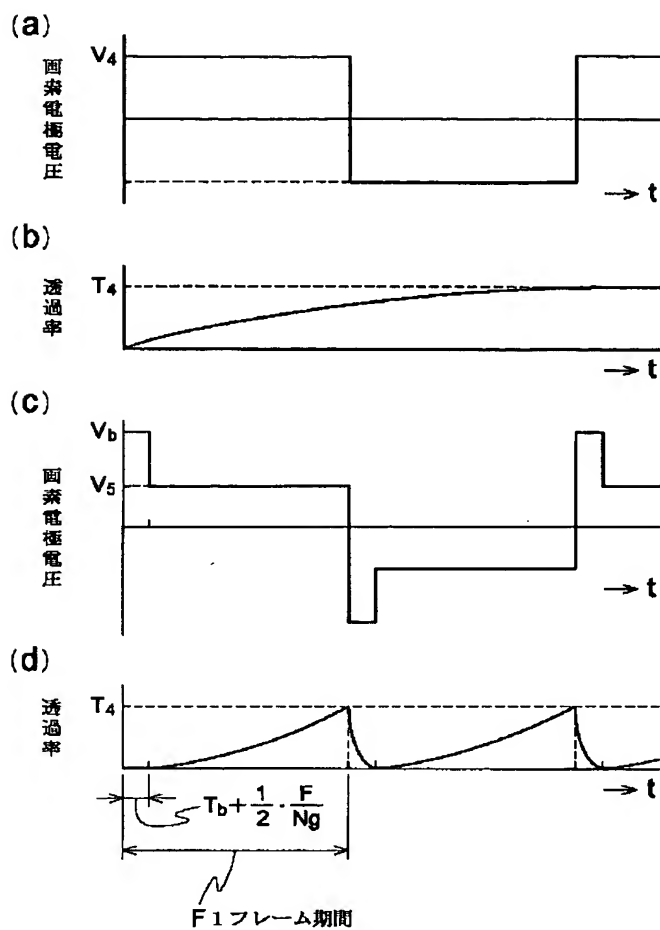 (a)
V4
画素電極電圧
→ t
(b)
T4
透過率
→ t
(c)
Vb
V5
画素電極電圧
→ t
(d)
T4
透過率
→ t
Tb+1/2·F/Ng
F1フレーム期間